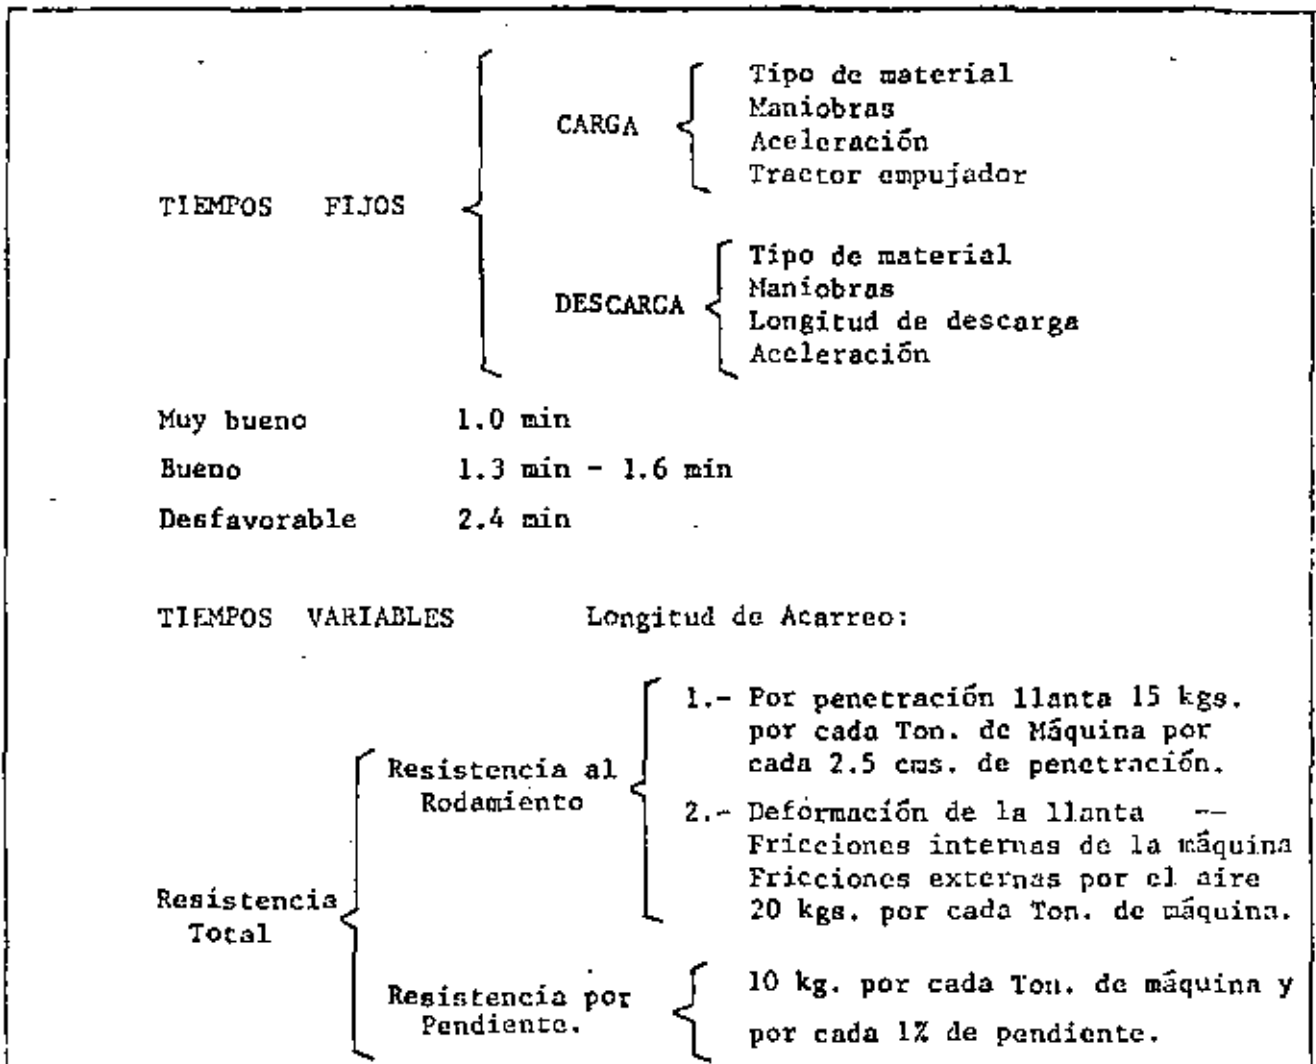 TIEMPOS FIJOS
CARGA
Tipo de material
Maniobras
Aceleración
Tractor empujador
DESCARGA
Tipo de material
Maniobras
Longitud de descarga
Aceleración
Muy bueno 1.0 min
Bueno 1.3 min - 1.6 min
Desfavorable 2.4 min
TIEMPOS VARIABLES Longitud de Acarreo:
Resistencia
Total
Resistencia al
Rodamiento
1.- Por penetración llanta 15 kgs.
por cada Ton. de Máquina por
cada 2.5 cms. de penetración.
2.- Deformación de la llanta --
Fricciones internas de la máquina
Fricciones externas por el aire
20 kgs. por cada Ton. de máquina.
Resistencia por
Pendiente.
10 kg. por cada Ton. de máquina y
por cada 1% de pendiente.